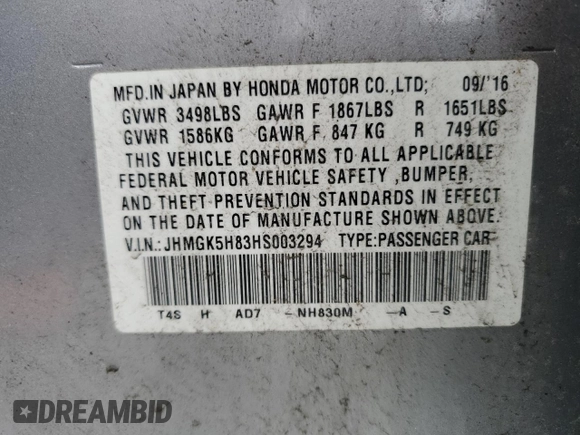 MFD.IN JAPAN BY HONDA MOTOR CO.,LTD; 09/'16
GVWR 3498LBS GAWR F 1867LBS R 1651LBS
GVWR 1586KG GAWR F 847 KG R 749 KG
THIS VEHICLE CONFORMS TO ALL APPLICABLE
FEDERAL MOTOR VEHICLE SAFETY ,BUMPER,
AND THEFT PREVENTION STANDARDS IN EFFECT
ON THE DATE OF MANUFACTURE SHOWN ABOVE.
V.I.N.: JHMGK5H83HS003294 TYPE:PASSENGER CAR
T4S H AD7 -NH830M -A -S
DREAMBID